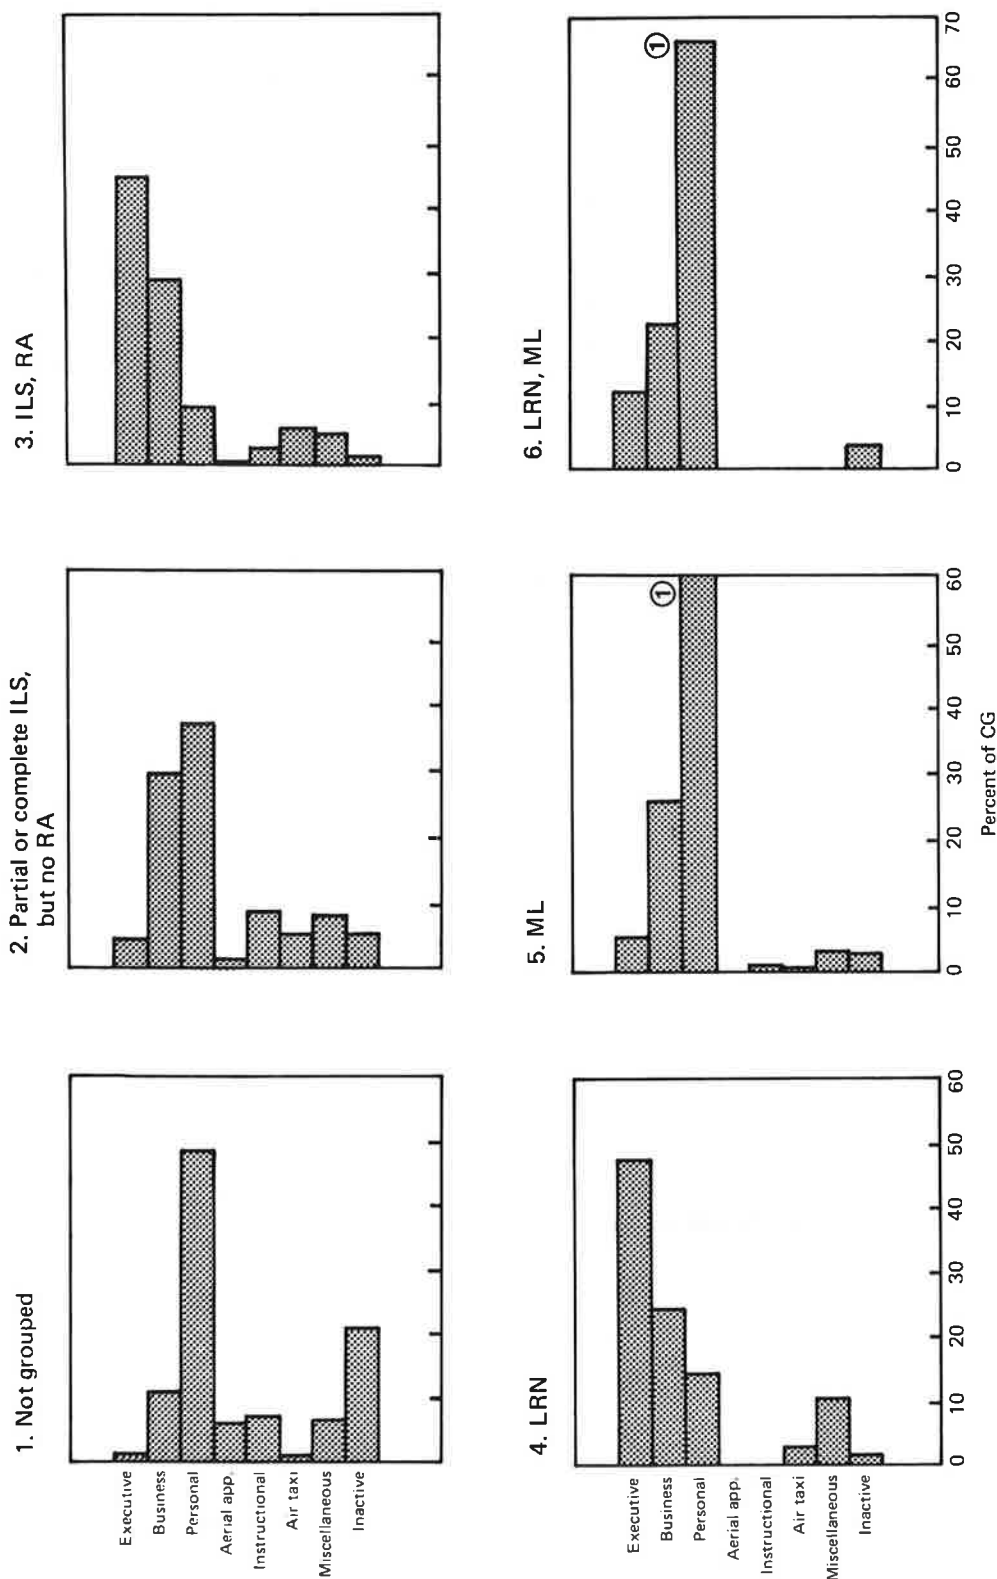 1. Not grouped
Executive
Business
Personal
Aerial app.
Instructional
Air taxi
Miscellaneous
Inactive
2. Partial or complete ILS,
but no RA
3. ILS, RA
4. LRN
Executive
Business
Personal
Aerial app.
Instructional
Air taxi
Miscellaneous
Inactive
0 10 20 30 40 50 60
5. ML
①
0 10 20 30 40 50 60
Percent of CG
6. LRN, ML
①
0 10 20 30 40 50 60 70